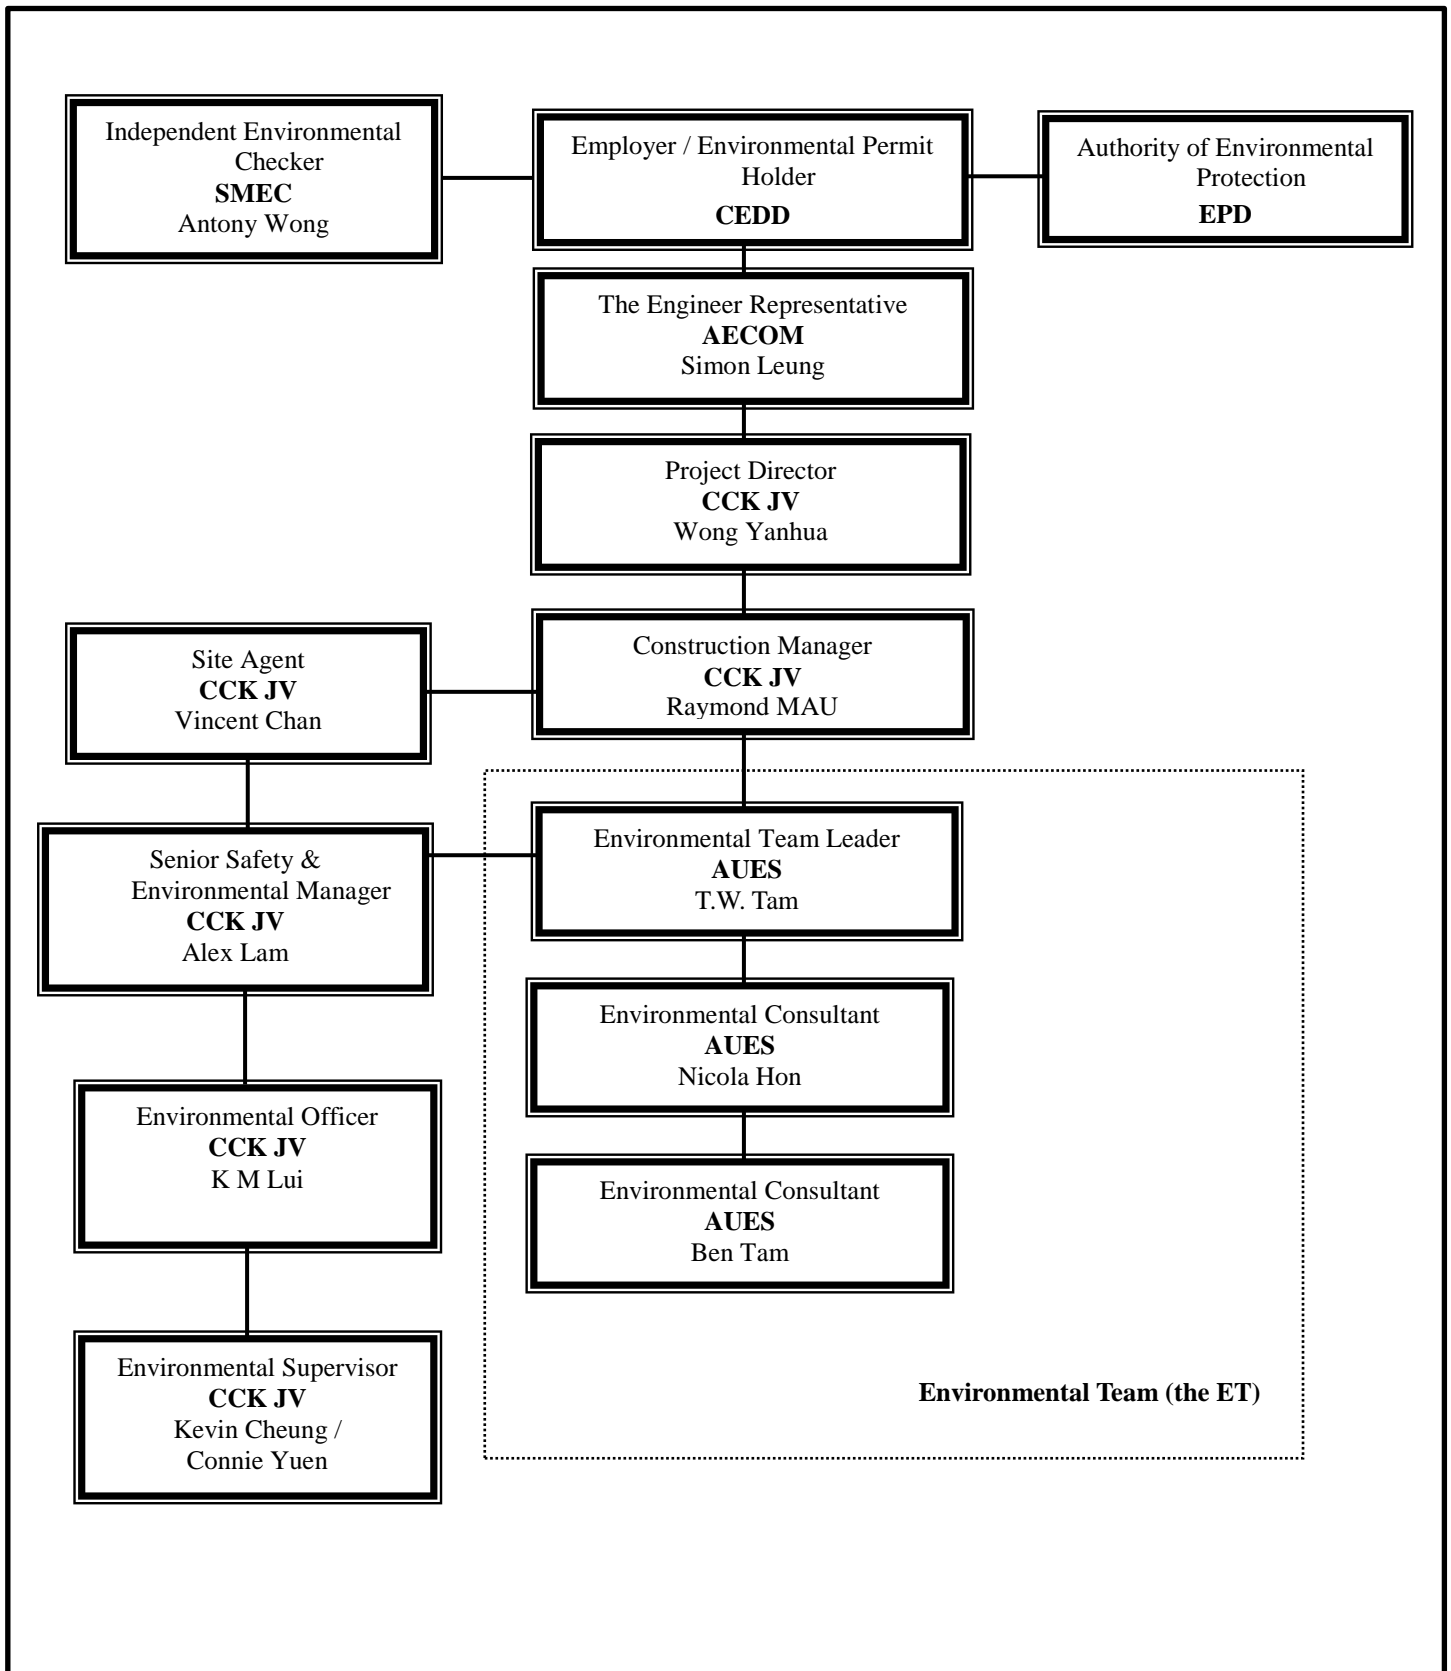 Independent Environmental
Checker
SMEC
Antony Wong
Employer / Environmental Permit
Holder
CEDD
Authority of Environmental
Protection
EPD
The Engineer Representative
AECOM
Simon Leung
Project Director
CCK JV
Wong Yanhua
Site Agent
CCK JV
Vincent Chan
Construction Manager
CCK JV
Raymond MAU
Senior Safety &
Environmental Manager
CCK JV
Alex Lam
Environmental Team Leader
AUES
T.W. Tam
Environmental Consultant
AUES
Nicola Hon
Environmental Officer
CCK JV
K M Lui
Environmental Consultant
AUES
Ben Tam
Environmental Supervisor
CCK JV
Kevin Cheung /
Connie Yuen
Environmental Team (the ET)